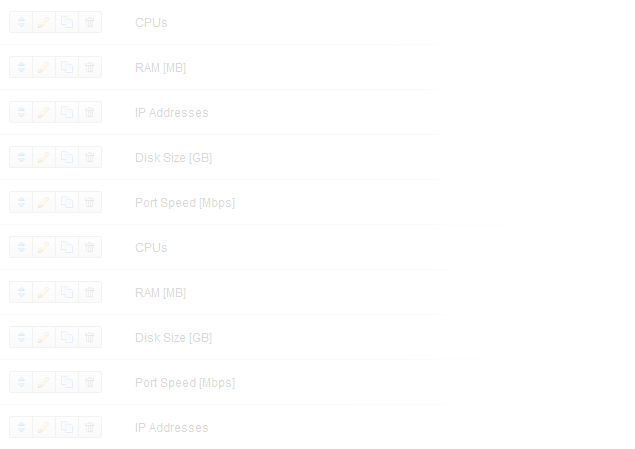 CPUs
RAM [MB]
IP Addresses
Disk Size [GB]
Port Speed [Mbps]
CPUs
RAM [MB]
Disk Size [GB]
Port Speed [Mbps]
IP Addresses